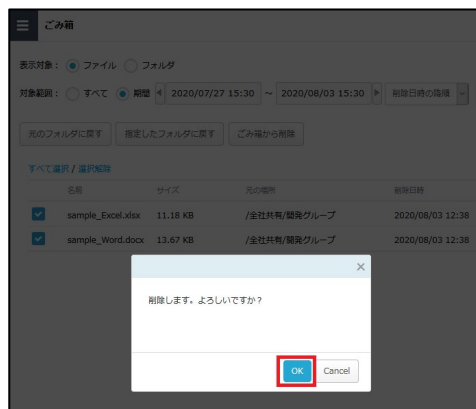 ごみ箱
表示対象： ファイル フォルダ
対象範囲： すべて 期間 2020/07/27 15:30 ～ 2020/08/03 15:30 削除日時の降順
元のフォルダに戻す 指定したフォルダに戻す ごみ箱から削除
すべて選択 / 選択解除
名前 サイズ 元の場所 削除日時
sample_Excel.xlsx 11.18 KB /全社共有/開発グループ 2020/08/03 12:38
sample_Word.docx 13.67 KB /全社共有/開発グループ 2020/08/03 12:38
削除します。よろしいですか？
OK Cancel